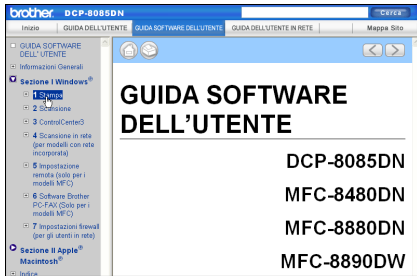 brother. DCP-8085DN
Cerca
Inizio GUIDA DELL'UTENTE GUIDA SOFTWARE DELL'UTENTE GUIDA DELL'UTENTE IN RETE Mappa Sito
GUIDA SOFTWARE
DELL' UTENTE
Informazioni Generali
Sezione I Windows®
1 Stampa
2 Scansione
3 ControlCenter3
4 Scansione in rete
(per modelli con rete
incorporata)
5 Impostazione
remota (solo per i
modelli MFC)
6 Software Brother
PC-FAX (Solo per i
modelli MFC)
7 Impostazioni firewall
(per gli utenti in rete)
Sezione II Apple®
Macintosh®
Indice
GUIDA SOFTWARE
DELL'UTENTE
DCP-8085DN
MFC-8480DN
MFC-8880DN
MFC-8890DW